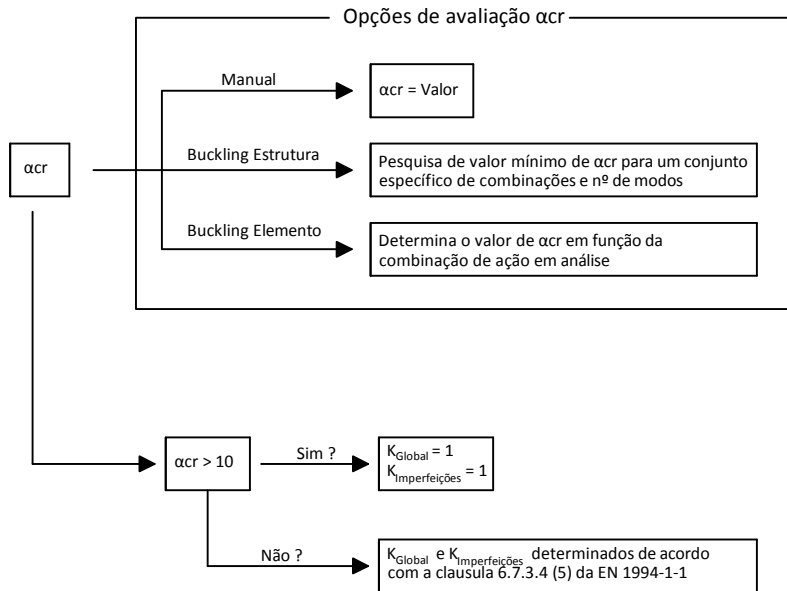 Opções de avaliação αcr
Manual
αcr = Valor
αcr
Buckling Estrutura
Pesquisa de valor mínimo de αcr para um conjunto
específico de combinações e nº de modos
Buckling Elemento
Determina o valor de αcr em função da
combinação de ação em análise
αcr > 10
Sim ?
KGlobal = 1
KImperfeições = 1
Não ?
KGlobal e KImperfeições determinados de acordo
com a clausula 6.7.3.4 (5) da EN 1994-1-1